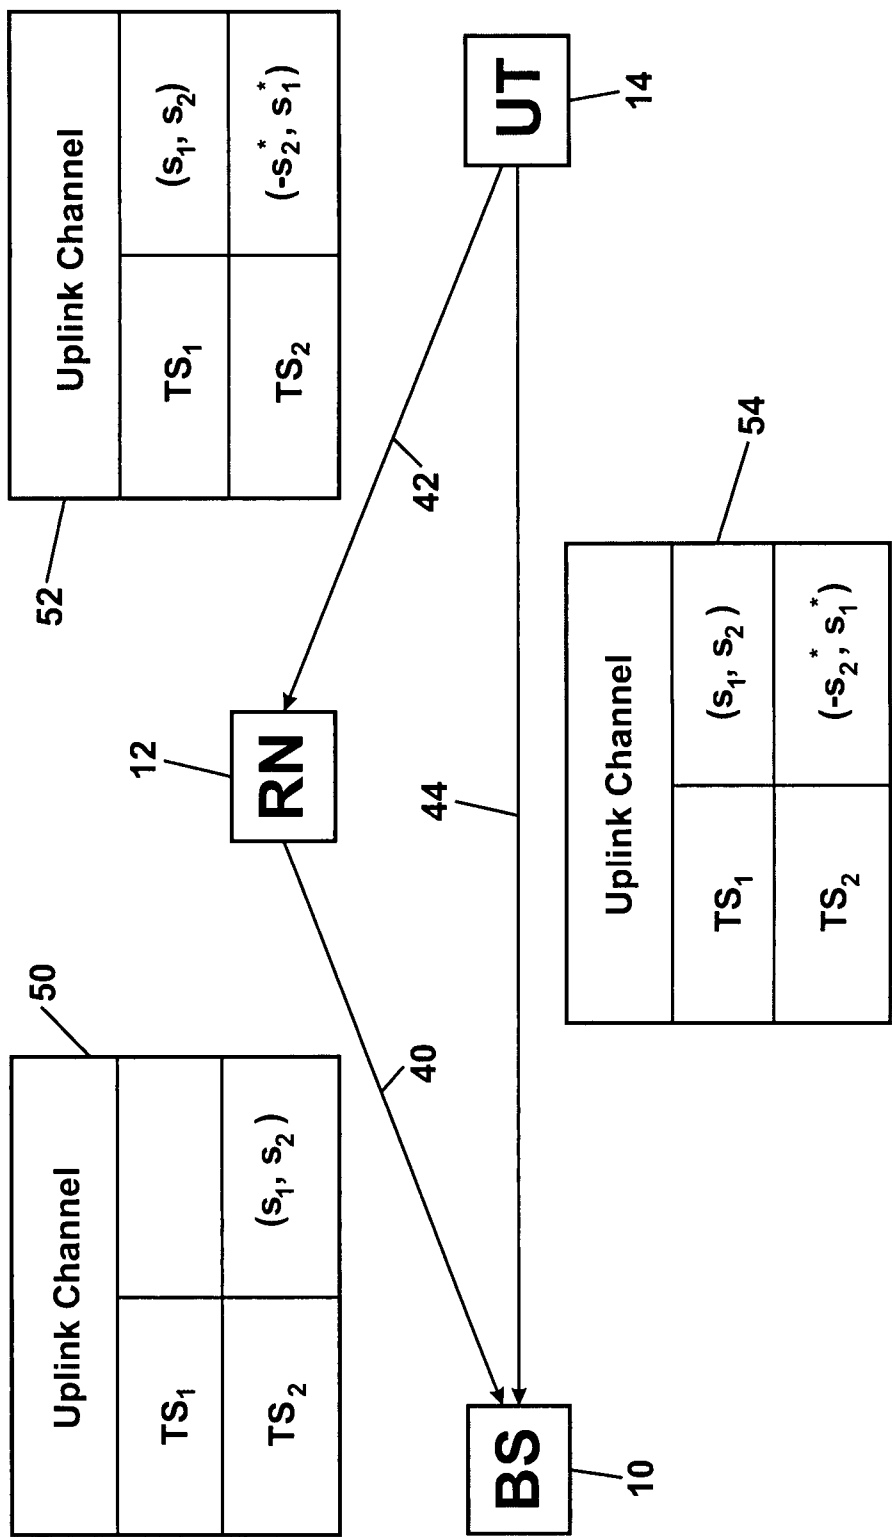 Uplink Channel
TS1
TS2 (s1, s2)
50
Uplink Channel
TS1 (s1, s2)
TS2 (-s2*, s1*)
52
12
RN
40
42
44
BS
10
UT
14
Uplink Channel
TS1 (s1, s2)
TS2 (-s2*, s1*)
54